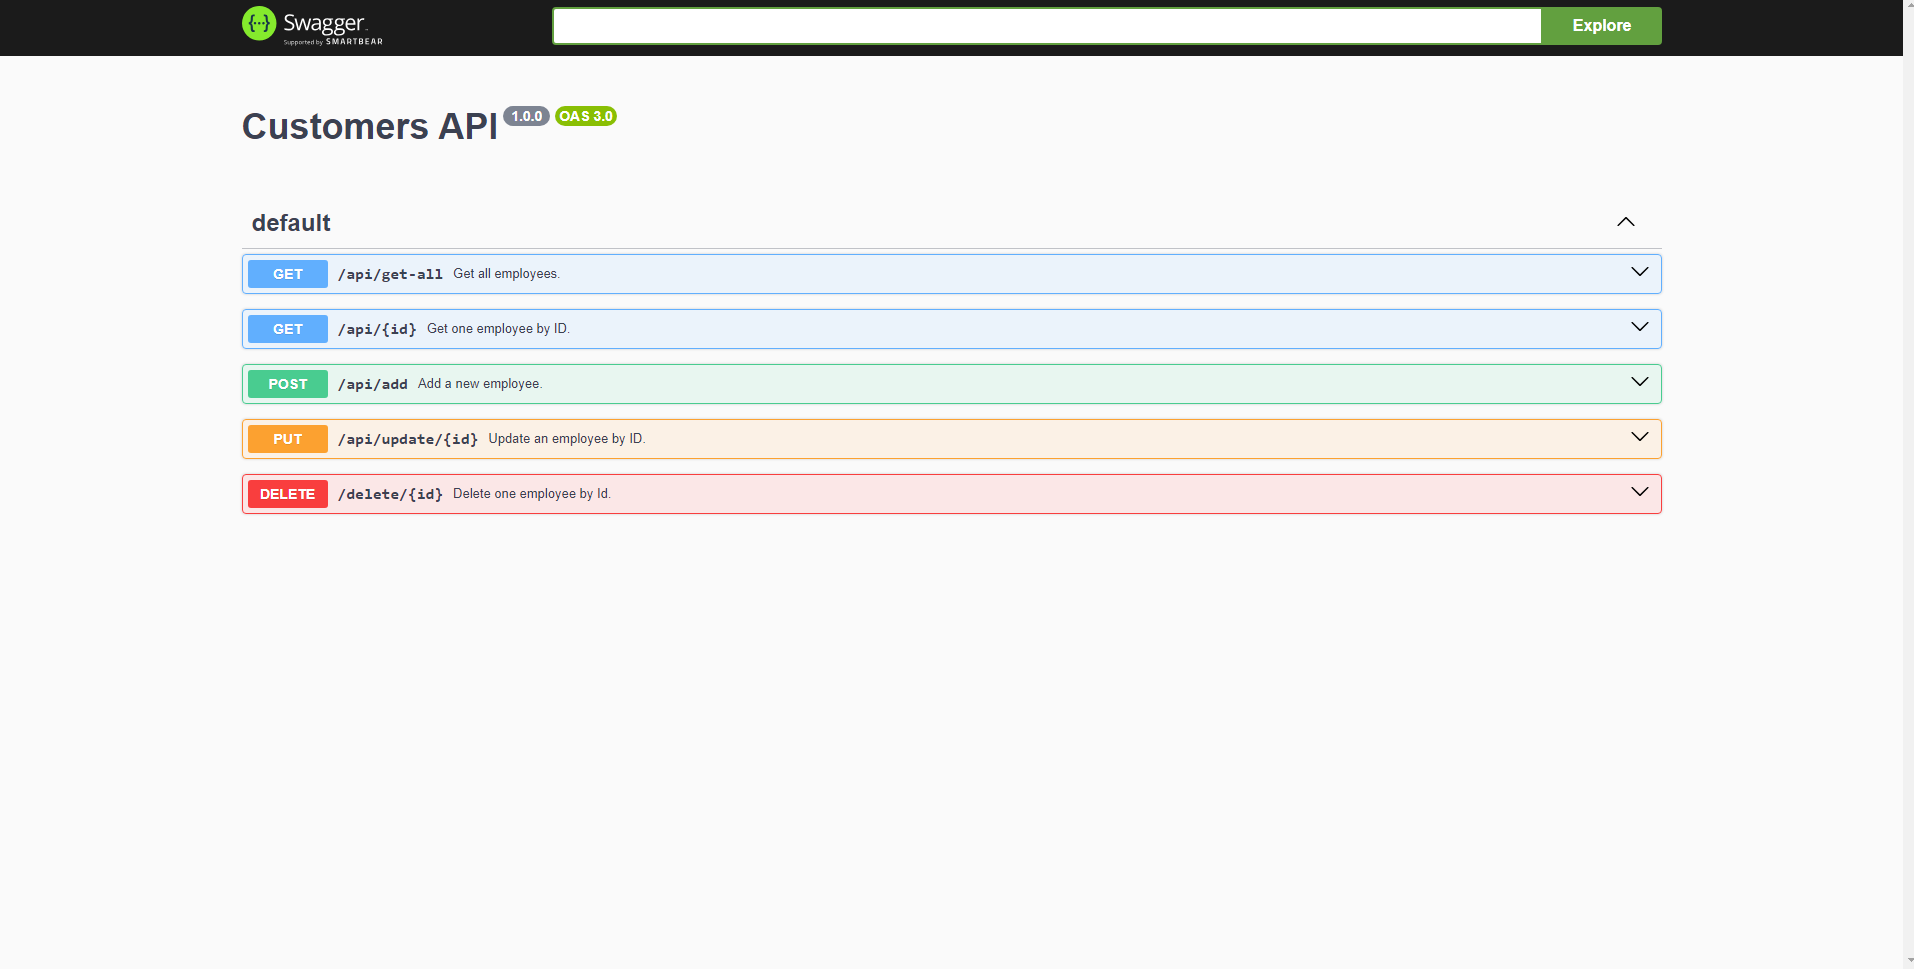 {···} Swagger
Supported by SMARTBEAR
Explore
Customers API 1.0.0 OAS 3.0
default
GET /api/get-all Get all employees.
GET /api/{id} Get one employee by ID.
POST /api/add Add a new employee.
PUT /api/update/{id} Update an employee by ID.
DELETE /delete/{id} Delete one employee by Id.